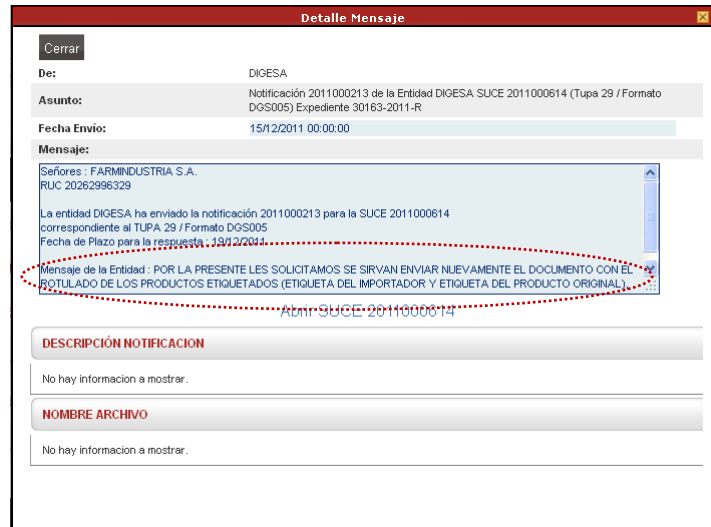 Detalle Mensaje
Cerrar
De:
DIGESA
Asunto:
Notificación 2011000213 de la Entidad DIGESA SUCE 2011000614 (Tupa 29 / Formato
DGS005) Expediente 30163-2011-R
Fecha Envío:
15/12/2011 00:00:00
Mensaje:
Señores : FARMINDUSTRIA S.A.
RUC 20262996329
La entidad DIGESA ha enviado la notificación 2011000213 para la SUCE 2011000614
correspondiente al TUPA 29 / Formato DGS005
Fecha de Plazo para la respuesta : 19/12/2011
Mensaje de la Entidad : POR LA PRESENTE LES SOLICITAMOS SE SIRVAN ENVIAR NUEVAMENTE EL DOCUMENTO CON EL
ROTULADO DE LOS PRODUCTOS ETIQUETADOS (ETIQUETA DEL IMPORTADOR Y ETIQUETA DEL PRODUCTO ORIGINAL).
Abrir SUCE 2011000614
DESCRIPCIÓN NOTIFICACION
No hay informacion a mostrar.
NOMBRE ARCHIVO
No hay informacion a mostrar.